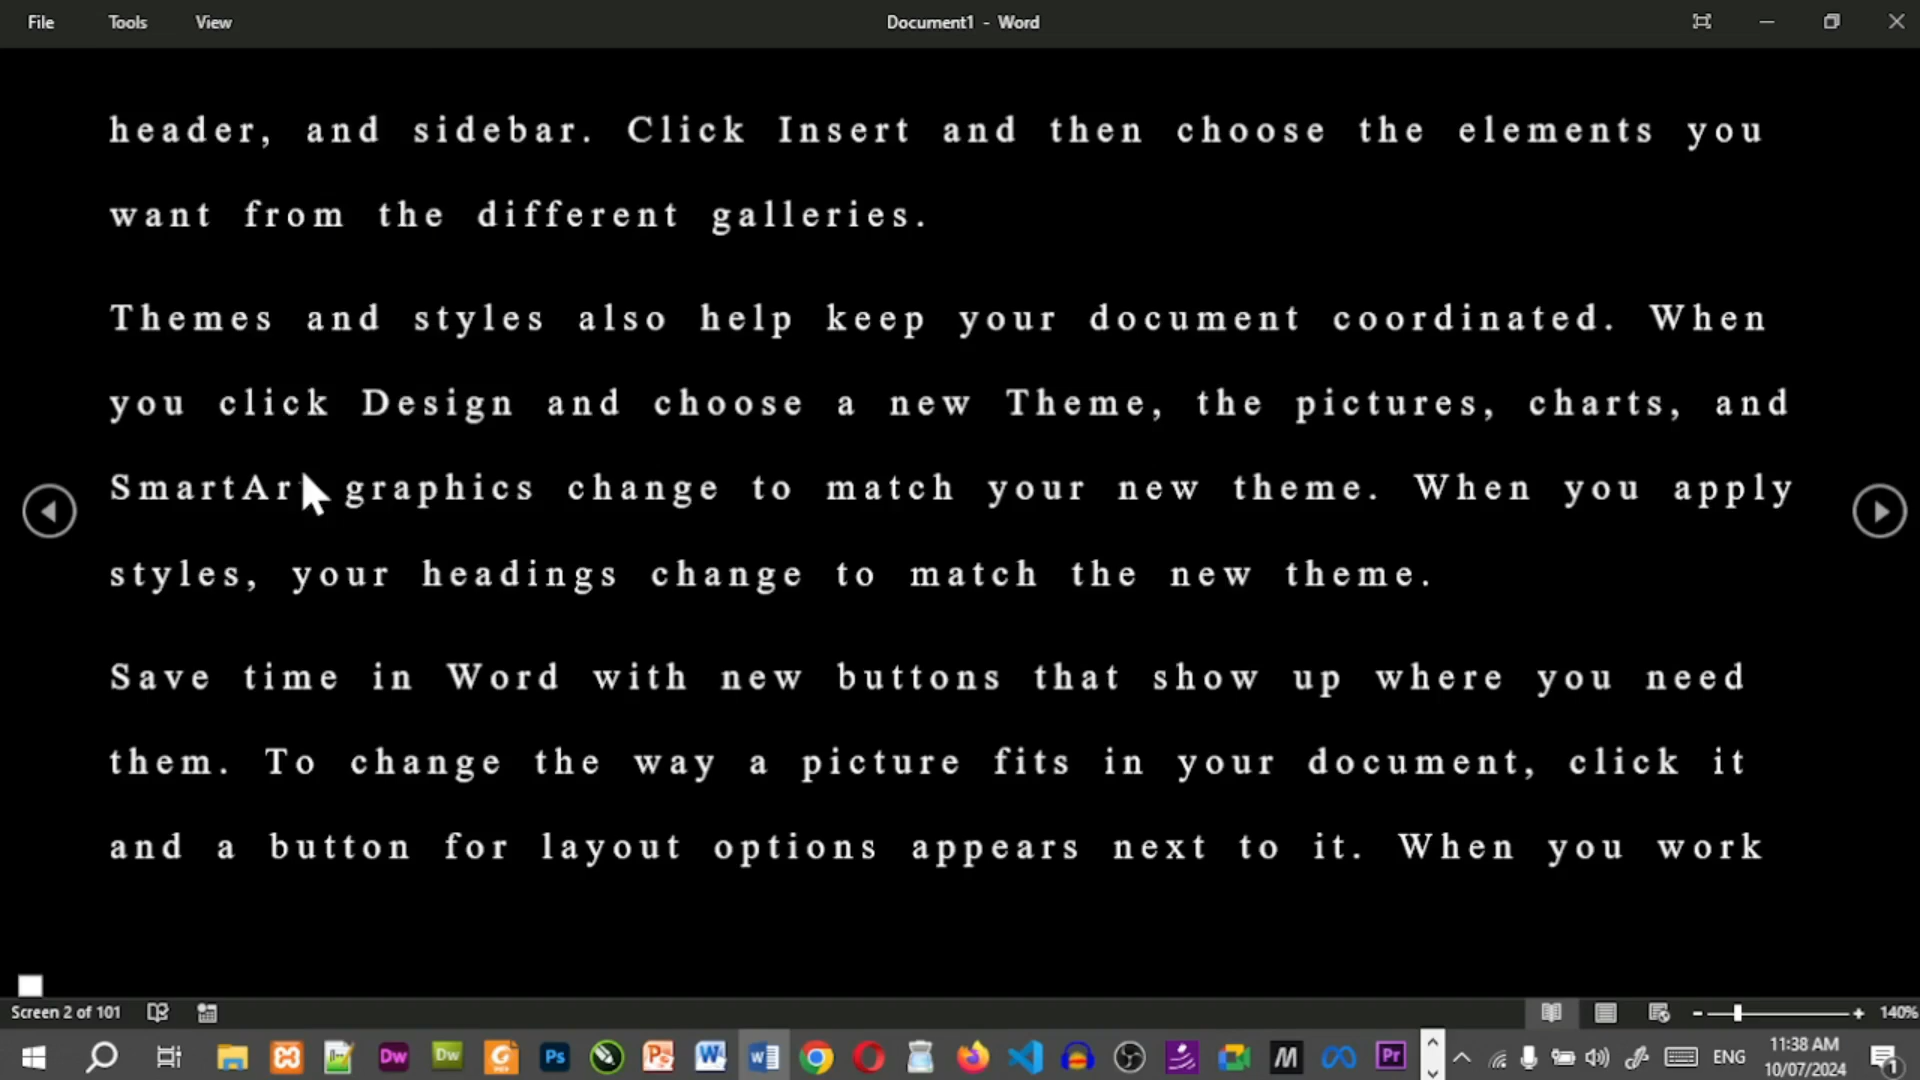 File Tools View Document1 - Word
header, and sidebar. Click Insert and then choose the elements you
want from the different galleries.
Themes and styles also help keep your document coordinated. When
you click Design and choose a new Theme, the pictures, charts, and
SmartArt graphics change to match your new theme. When you apply
styles, your headings change to match the new theme.
Save time in Word with new buttons that show up where you need
them. To change the way a picture fits in your document, click it
and a button for layout options appears next to it. When you work
Screen 2 of 101 140%
Dw Dw Ps Pr ENG 11:38 AM
10/07/2024 1